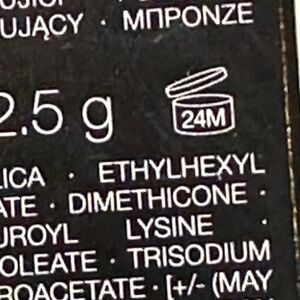 UJĄCY · ΜΠΡΟΝΖΕ
2.5 g
24M
LICA · ETHYLHEXYL
ATE · DIMETHICONE ·
UROYL LYSINE ·
OLEATE · TRISODIUM
ROACETATE · [+/- (MAY